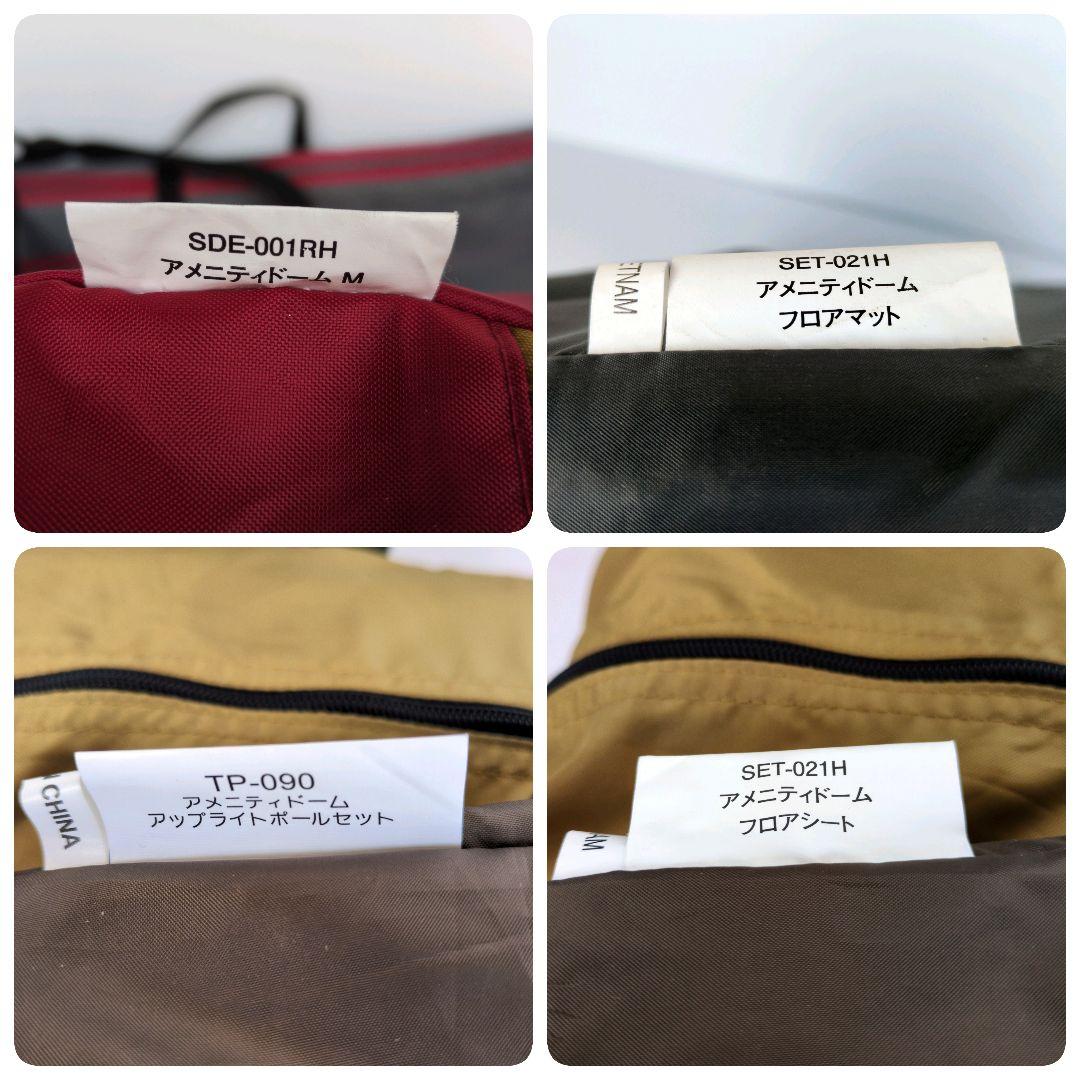 SDE-001RH
アメニティドーム M
ETNAM
SET-021H
アメニティドーム
フロアマット
CHINA
TP-090
アメニティドーム
アップライトポールセット
AM
SET-021H
アメニティドーム
フロアシート